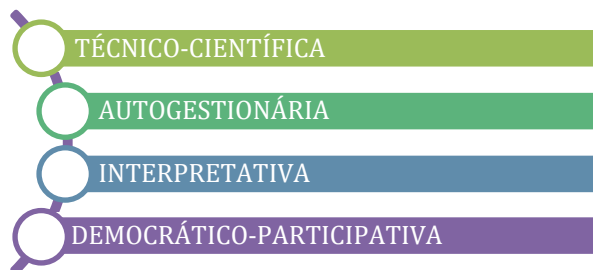 TÉCNICO-CIENTÍFICA
AUTOGESTIONÁRIA
INTERPRETATIVA
DEMOCRÁTICO-PARTICIPATIVA